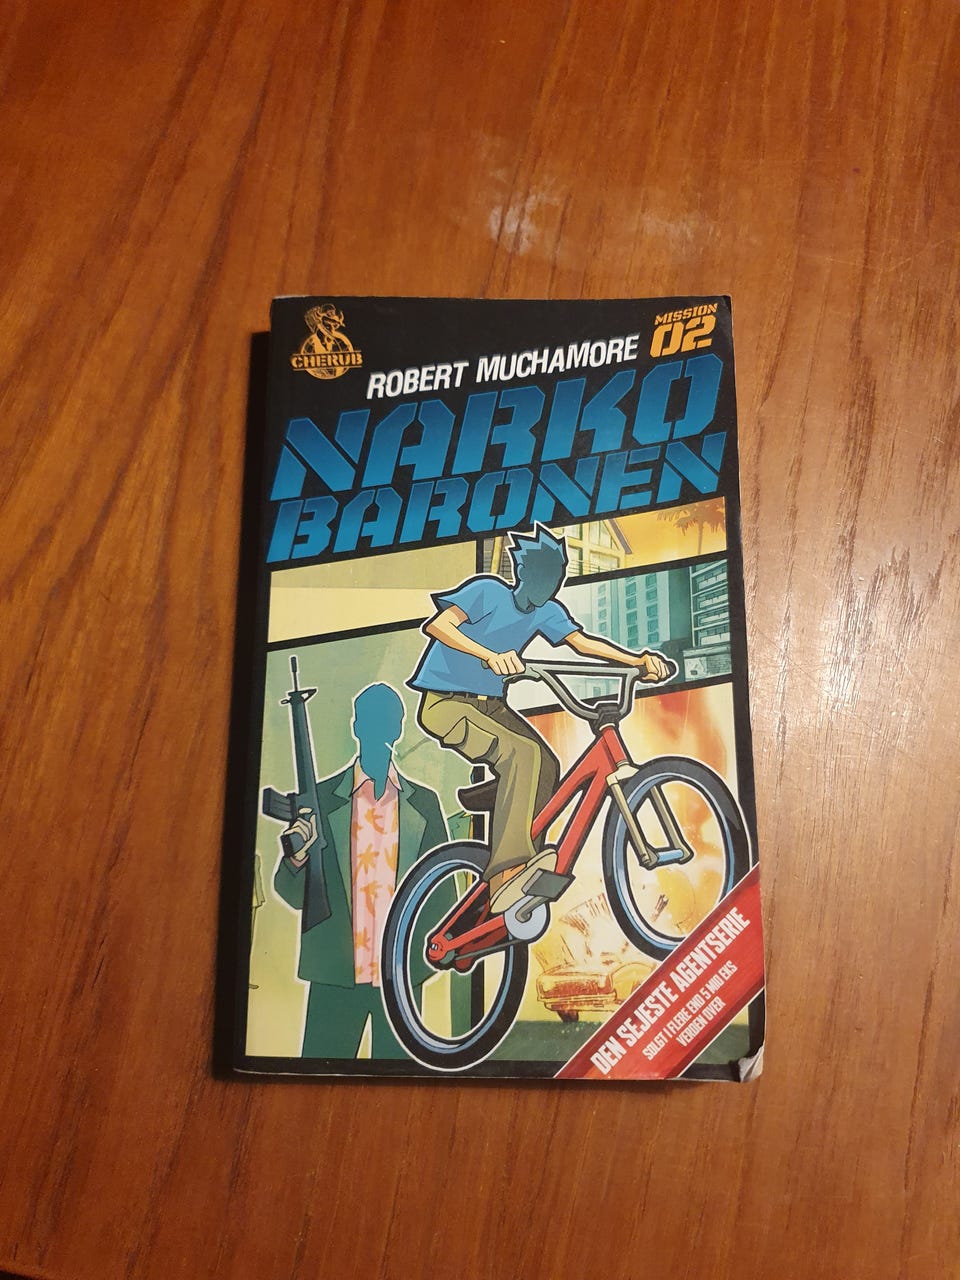 CHERUB
MISSION
02
ROBERT MUCHAMORE
NARKO
BARONEN
DEN SEJESTE AGENTSERIE
SOLGT I FLERE END 5 MIO EKS
VERDEN OVER